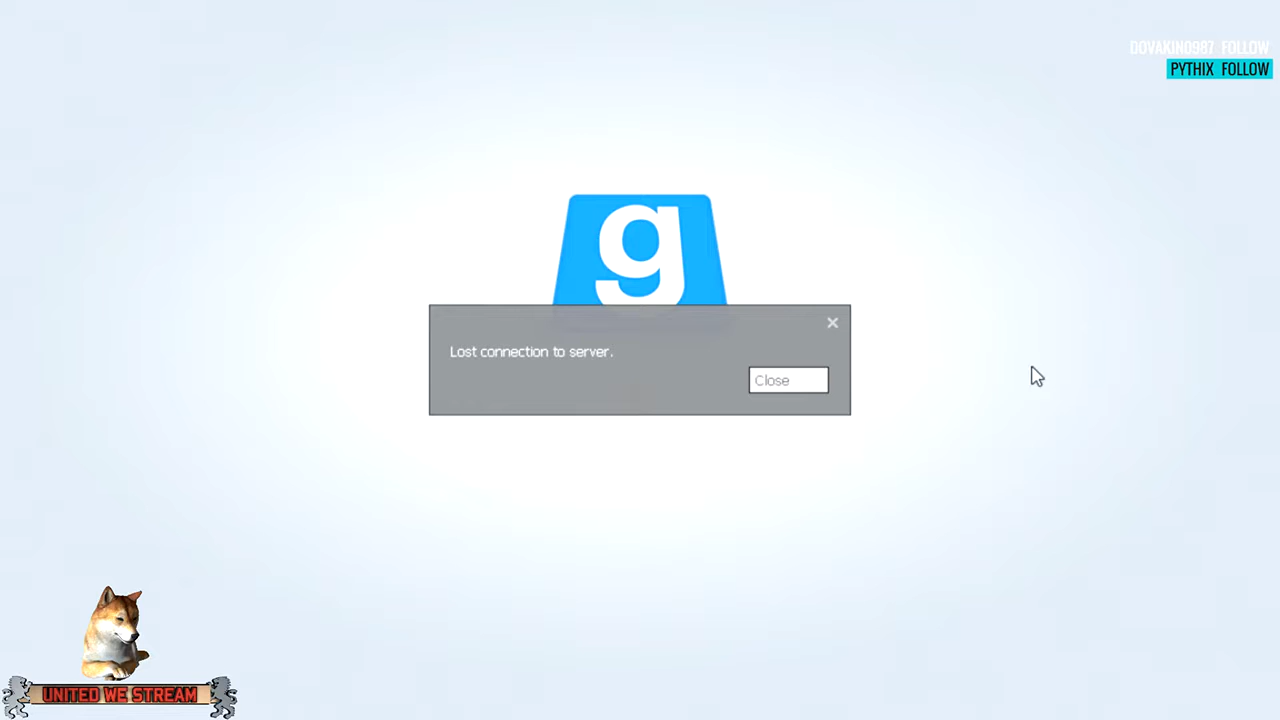 DOVAKIN0987 FOLLOW
PYTHIX FOLLOW
g
Lost connection to server.
Close
UNITED WE STREAM